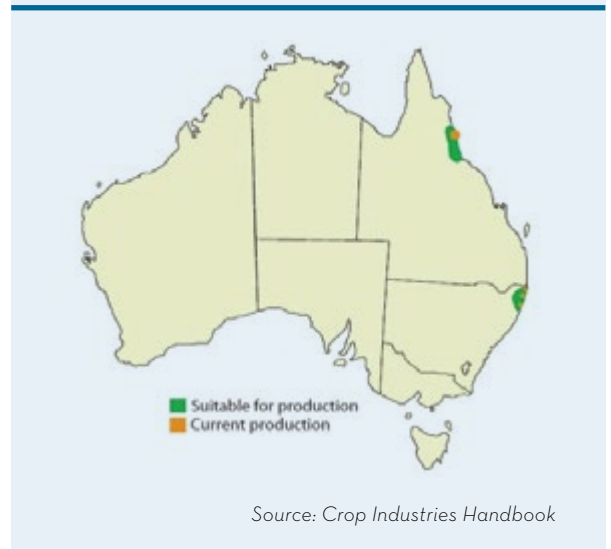 Suitable for production
Current production
Source: Crop Industries Handbook